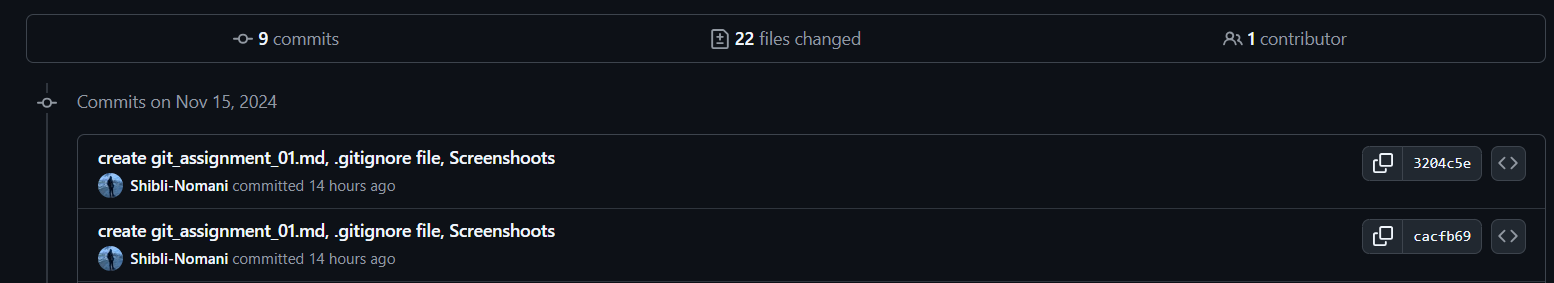 9 commits
22 files changed
1 contributor
Commits on Nov 15, 2024
create git_assignment_01.md, .gitignore file, Screenshoots
3204c5e
Shibli-Nomani committed 14 hours ago
create git_assignment_01.md, .gitignore file, Screenshoots
cacfb69
Shibli-Nomani committed 14 hours ago